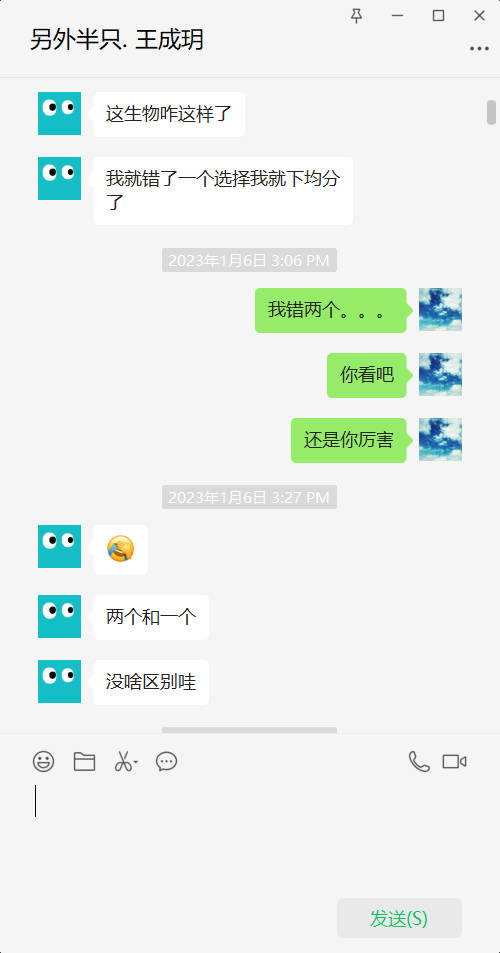 另外半只. 王成玥
这生物咋这样了
我就错了一个选择我就下均分
了
2023年1月6日 3:06 PM
我错两个。。。
你看吧
还是你厉害
2023年1月6日 3:27 PM
两个和一个
没啥区别哇
发送(S)